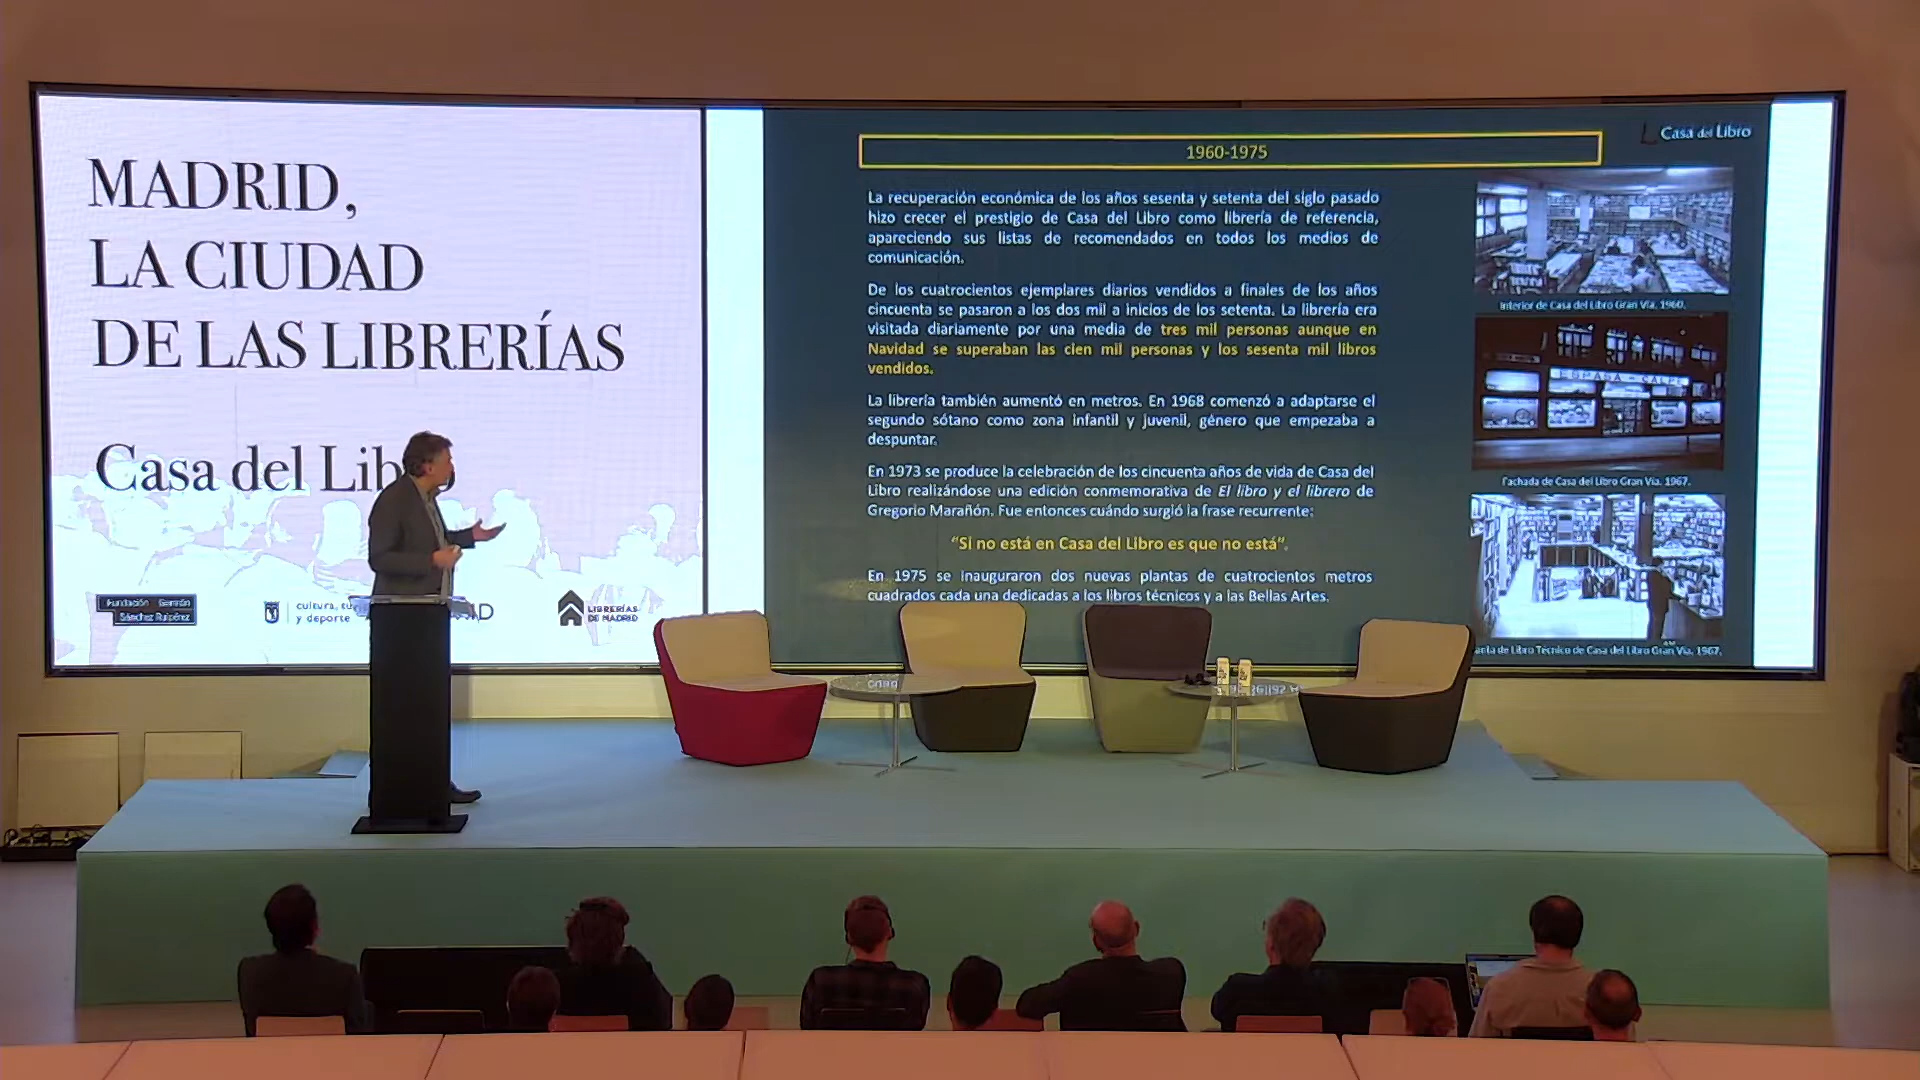 MADRID,
LA CIUDAD
DE LAS LIBRERÍAS
Casa del
Fundación Germán
Sánchez Ruipérez
cultura,
y deporte
LIBRERÍAS
DE MADRID
Casa del Libro
1960-1975
La recuperación económica de los años sesenta y setenta del siglo pasado
hizo crecer el prestigio de Casa del Libro como librería de referencia,
apareciendo sus listas de recomendados en todos los medios de
comunicación.
De los cuatrocientos ejemplares diarios vendidos a finales de los años
cincuenta se pasaron a los dos mil a inicios de los setenta. La librería era
visitada diariamente por una media de tres mil personas aunque en
Navidad se superaban las cien mil personas y los sesenta mil libros
vendidos.
La librería también aumentó en metros. En 1968 comenzó a adaptarse el
segundo sótano como zona infantil y juvenil, género que empezaba a
despuntar.
En 1973 se produce la celebración de los cincuenta años de vida de Casa del
Libro realizándose una edición conmemorativa de El libro y el librero de
Gregorio Marañón. Fue entonces cuándo surgió la frase recurrente:
“Si no está en Casa del Libro es que no está”.
En 1975 se inauguraron dos nuevas plantas de cuatrocientos metros
cuadrados cada una dedicadas a los libros técnicos y a las Bellas Artes.
Interior de Casa del Libro Gran Vía. 1960.
ESPASA-CALPE
Fachada de Casa del Libro Gran Vía. 1967.
de Libro Técnico de Casa del Libro Gran Vía. 1967.